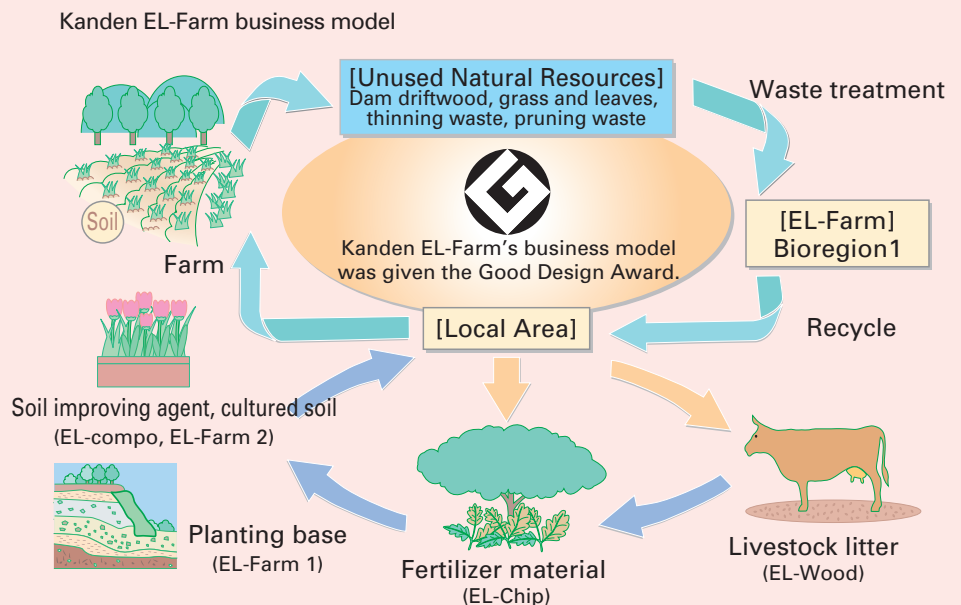 Kanden EL-Farm business model
[Unused Natural Resources]
Dam driftwood, grass and leaves,
thinning waste, pruning waste
Waste treatment
Soil
Farm
Kanden EL-Farm's business model
was given the Good Design Award.
[EL-Farm]
Bioregion1
[Local Area]
Recycle
Soil improving agent, cultured soil
(EL-compo, EL-Farm 2)
Planting base
(EL-Farm 1)
Fertilizer material
(EL-Chip)
Livestock litter
(EL-Wood)